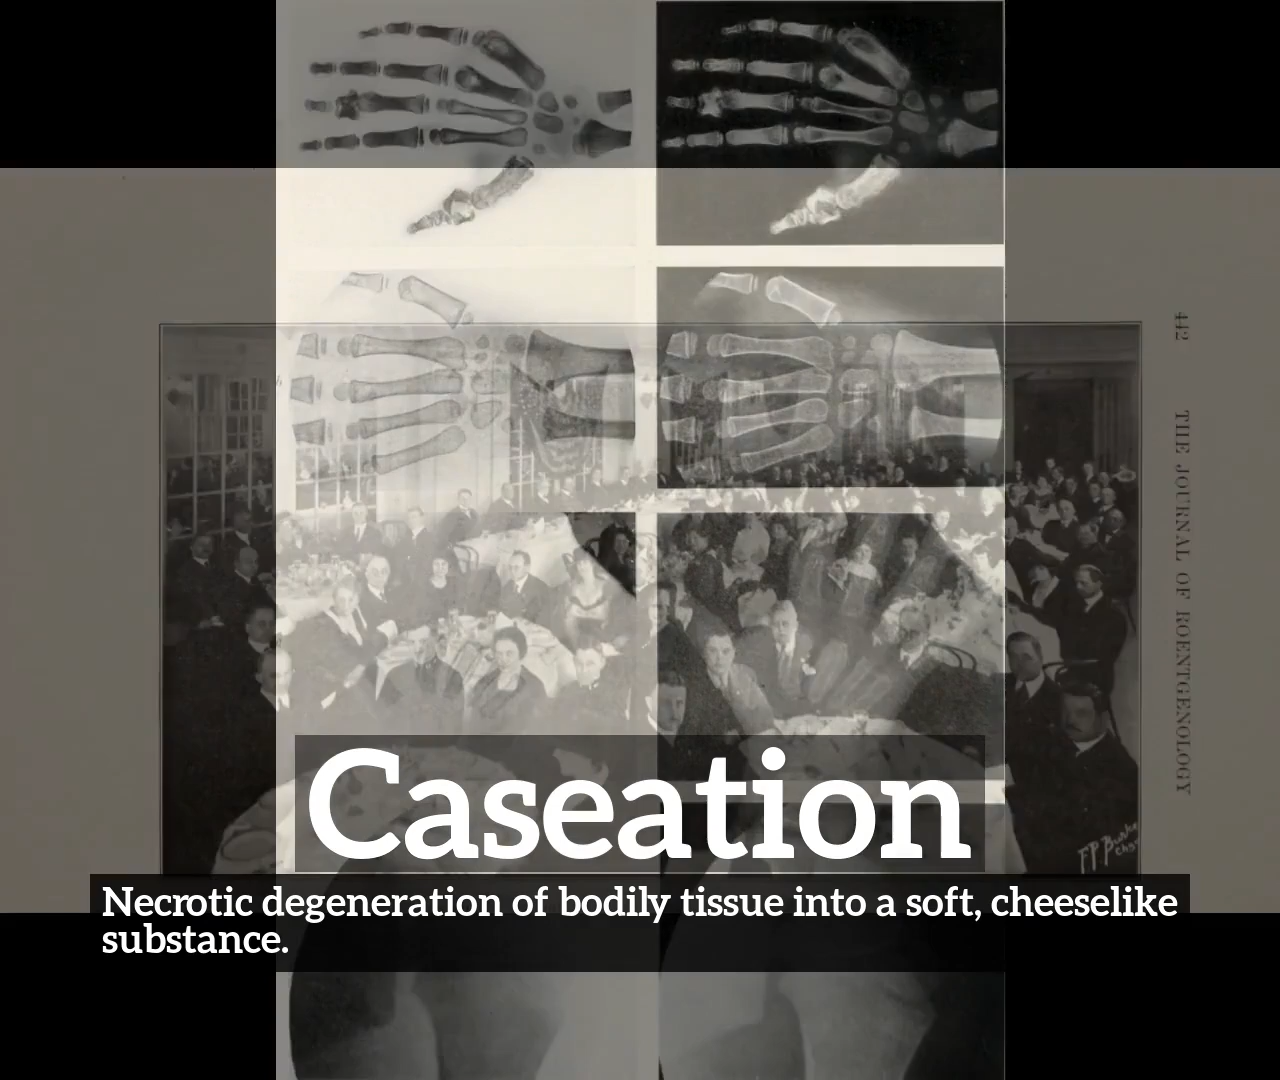 442 THE JOURNAL OF ROENTGENOLOGY
Caseation
Necrotic degeneration of bodily tissue into a soft, cheeselike
substance.